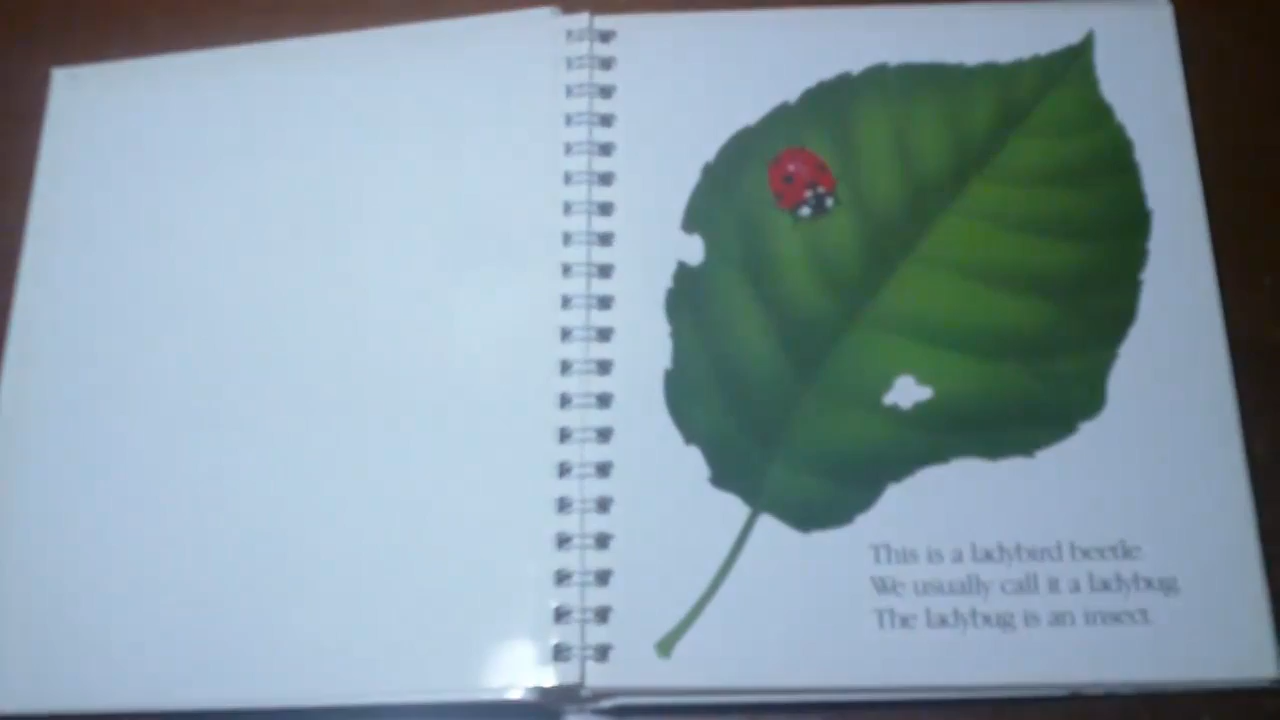 This is a ladybird beetle.
We usually call it a ladybug.
The ladybug is an insect.